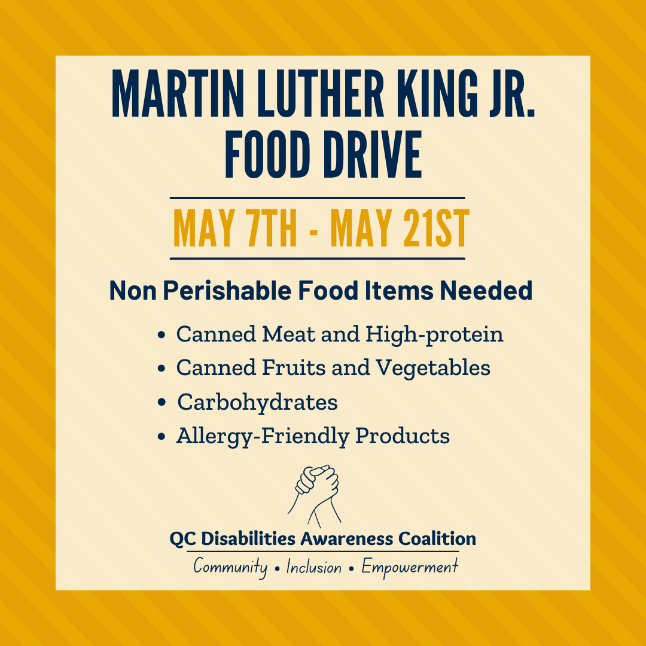 MARTIN LUTHER KING JR.
FOOD DRIVE
MAY 7TH - MAY 21ST
Non Perishable Food Items Needed
• Canned Meat and High-protein
• Canned Fruits and Vegetables
• Carbohydrates
• Allergy-Friendly Products
QC Disabilities Awareness Coalition
Community • Inclusion • Empowerment